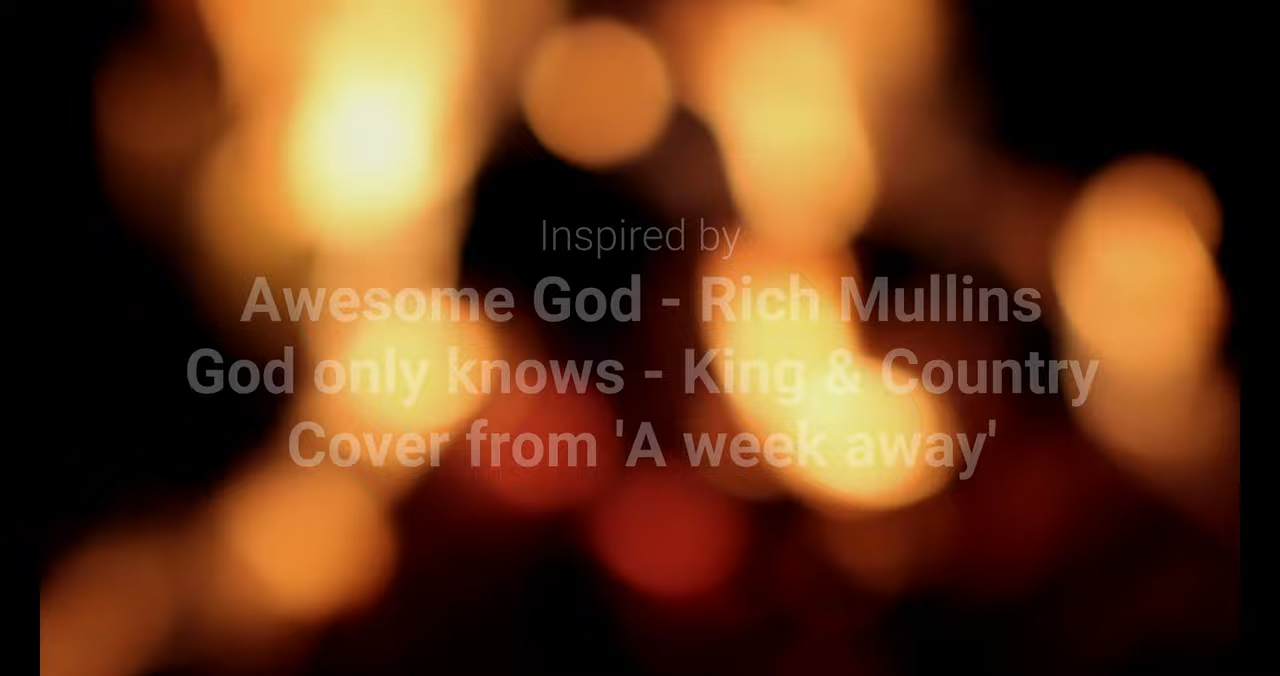 Inspired by
Awesome God - Rich Mullins
God only knows - King & Country
Cover from 'A week away'